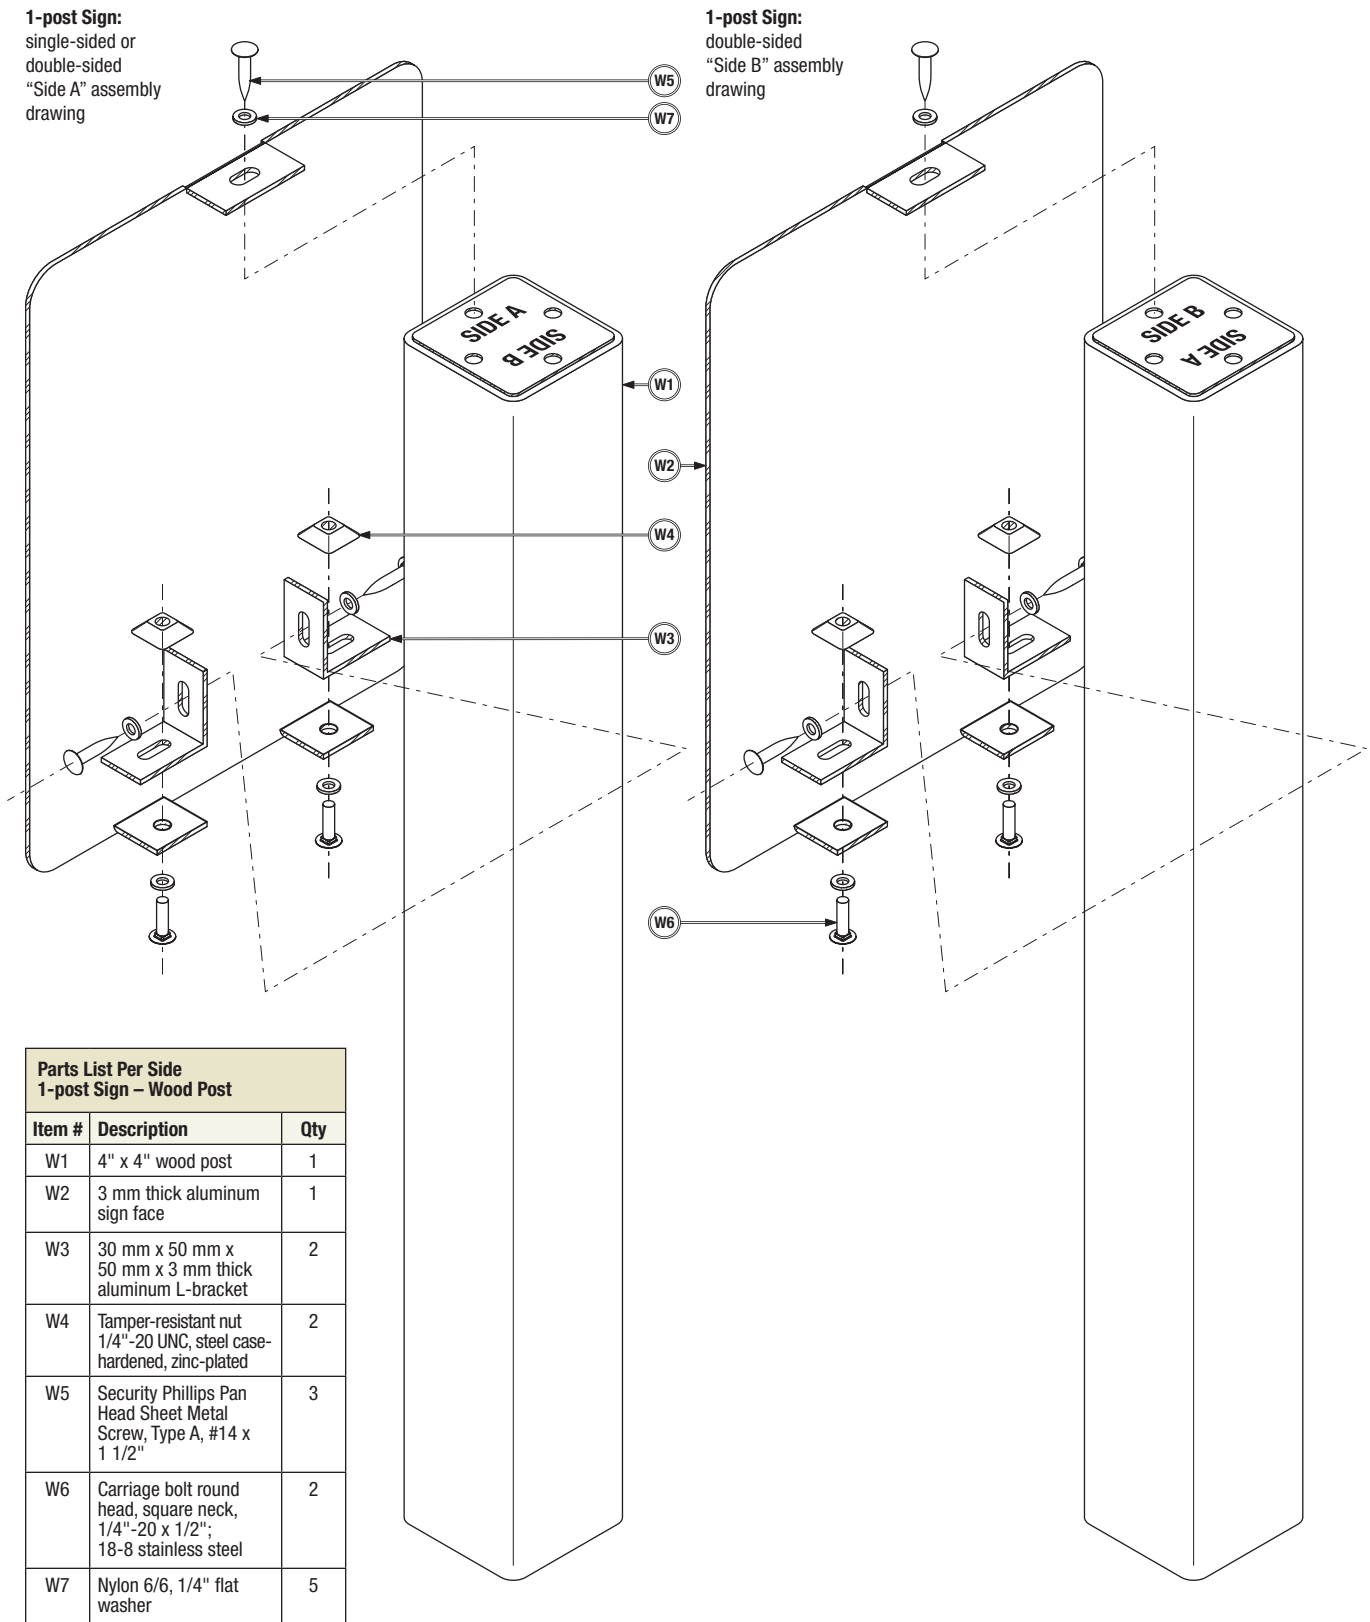 1-post Sign:
single-sided or
double-sided
“Side A” assembly
drawing
1-post Sign:
double-sided
“Side B” assembly
drawing
W5
W7
SIDE A
SIDE B
SIDE B
SIDE A
W1
W2
W4
W3
W6
Parts List Per Side
1-post Sign – Wood Post
Item # Description Qty
W1 4" x 4" wood post 1
W2 3 mm thick aluminum 1
sign face
W3 30 mm x 50 mm x 2
50 mm x 3 mm thick
aluminum L-bracket
W4 Tamper-resistant nut 2
1/4"-20 UNC, steel case-
hardened, zinc-plated
W5 Security Phillips Pan 3
Head Sheet Metal
Screw, Type A, #14 x
1 1/2"
W6 Carriage bolt round 2
head, square neck,
1/4"-20 x 1/2";
18-8 stainless steel
W7 Nylon 6/6, 1/4" flat 5
washer